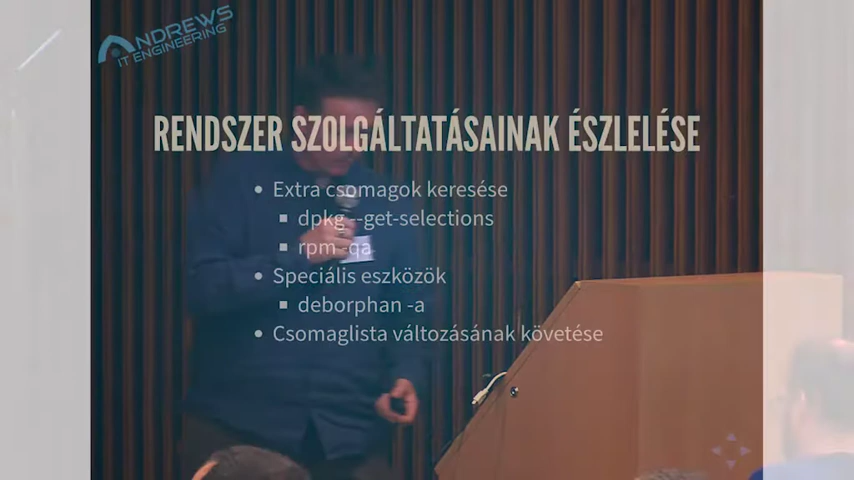 ANDREWS
IT ENGINEERING
RENDSZER SZOLGÁLTATÁSAINAK ÉSZLELÉSE
Extra csomagok keresése
dpkg --get-selections
rpm -qa
Speciális eszközök
deborphan -a
Csomaglista változásának követése